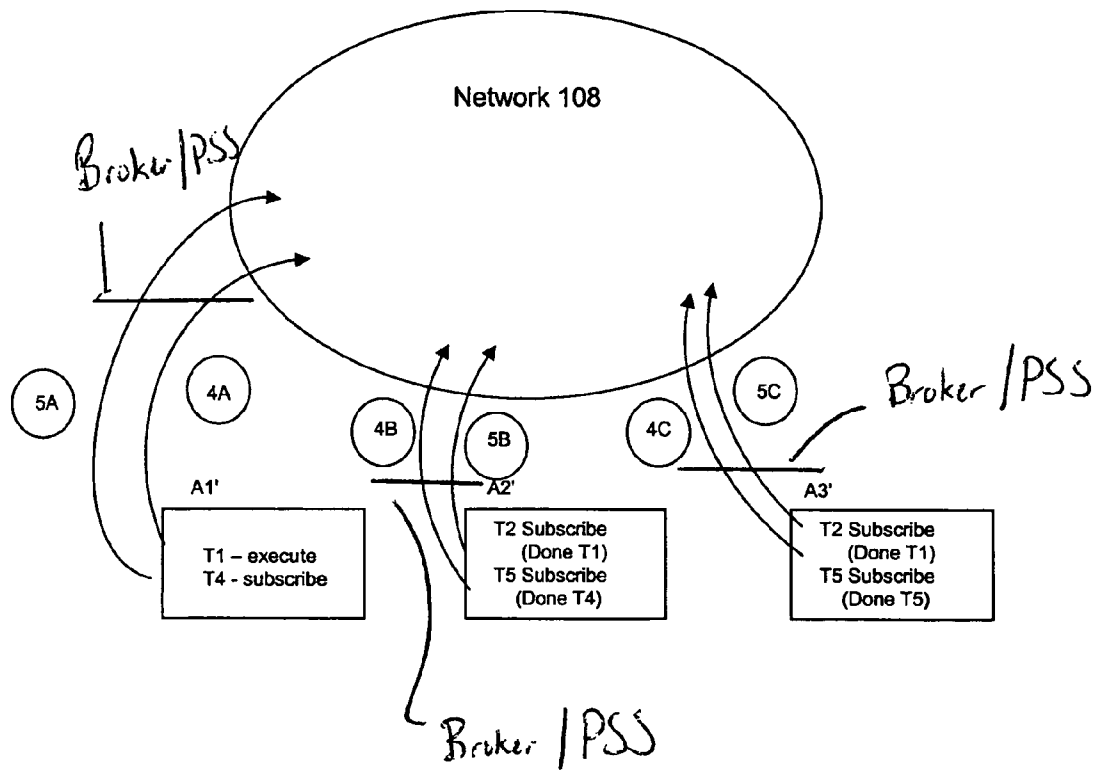 Network 108
Broker/PSS
5A
4A
4B
5B
4C
5C
Broker/PSS
A1'
A2'
A3'
T1 – execute
T4 - subscribe
T2 Subscribe
(Done T1)
T5 Subscribe
(Done T4)
T2 Subscribe
(Done T1)
T5 Subscribe
(Done T5)
Broker/PSS